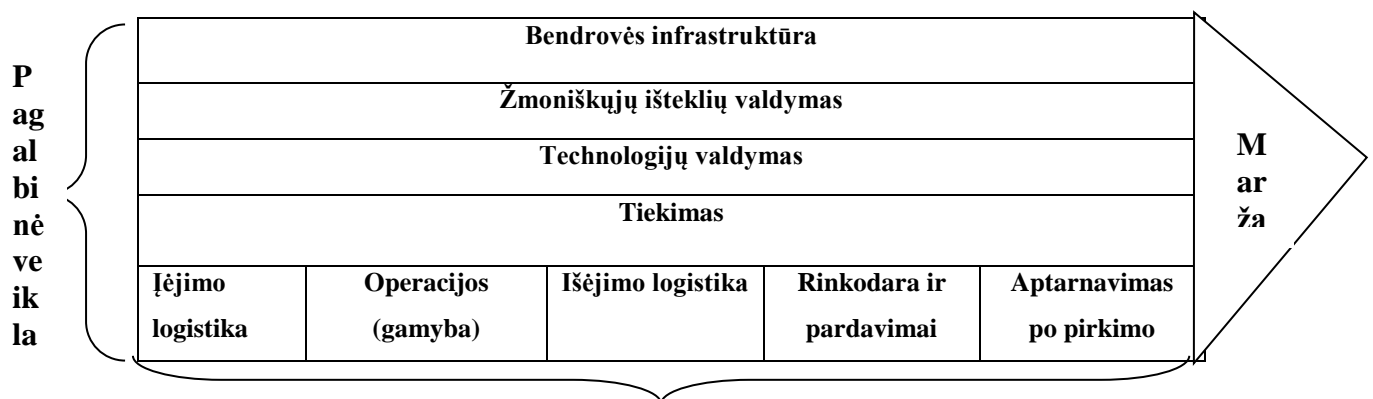 P
ag
al
bi
nė
ve
ik
la
Bendrovės infrastruktūra
Žmoniškųjų išteklių valdymas
Technologijų valdymas
Tiekimas
Įėjimo
logistika
Operacijos
(gamyba)
Išėjimo logistika
Rinkodara ir
pardavimai
Aptarnavimas
po pirkimo
M
ar
ža